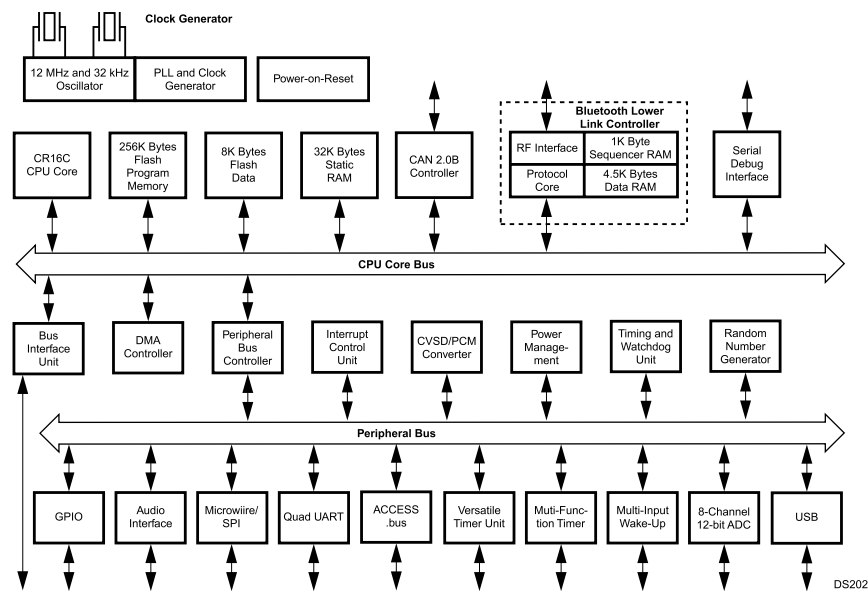 Clock Generator
12 MHz and 32 kHz
Oscillator
PLL and Clock
Generator
Power-on-Reset
Bluetooth Lower
Link Controller
CR16C
CPU Core
256K Bytes
Flash
Program
Memory
8K Bytes
Flash
Data
32K Bytes
Static
RAM
CAN 2.0B
Controller
RF Interface
1K Byte
Sequencer RAM
Protocol
Core
4.5K Bytes
Data RAM
Serial
Debug
Interface
CPU Core Bus
Bus
Interface
Unit
DMA
Controller
Peripheral
Bus
Controller
Interrupt
Control
Unit
CVSD/PCM
Converter
Power
Manage-
ment
Timing and
Watchdog
Unit
Random
Number
Generator
Peripheral Bus
GPIO
Audio
Interface
Microwiire/
SPI
Quad UART
ACCESS
.bus
Versatile
Timer Unit
Muti-Func-
tion Timer
Multi-Input
Wake-Up
8-Channel
12-bit ADC
USB
DS202